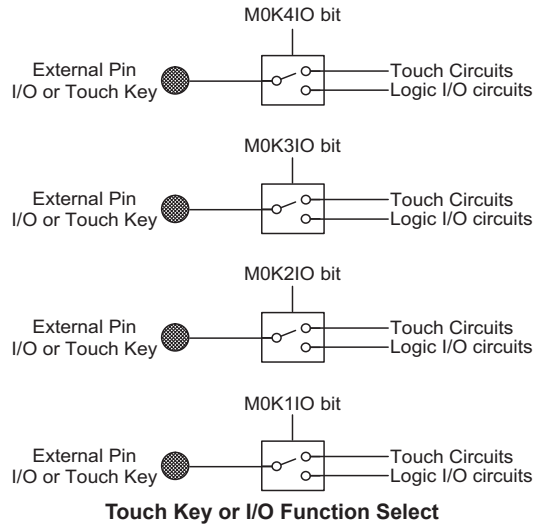 M0K4IO bit
External Pin
I/O or Touch Key
Touch Circuits
Logic I/O circuits
M0K3IO bit
External Pin
I/O or Touch Key
Touch Circuits
Logic I/O circuits
M0K2IO bit
External Pin
I/O or Touch Key
Touch Circuits
Logic I/O circuits
M0K1IO bit
External Pin
I/O or Touch Key
Touch Circuits
Logic I/O circuits
Touch Key or I/O Function Select